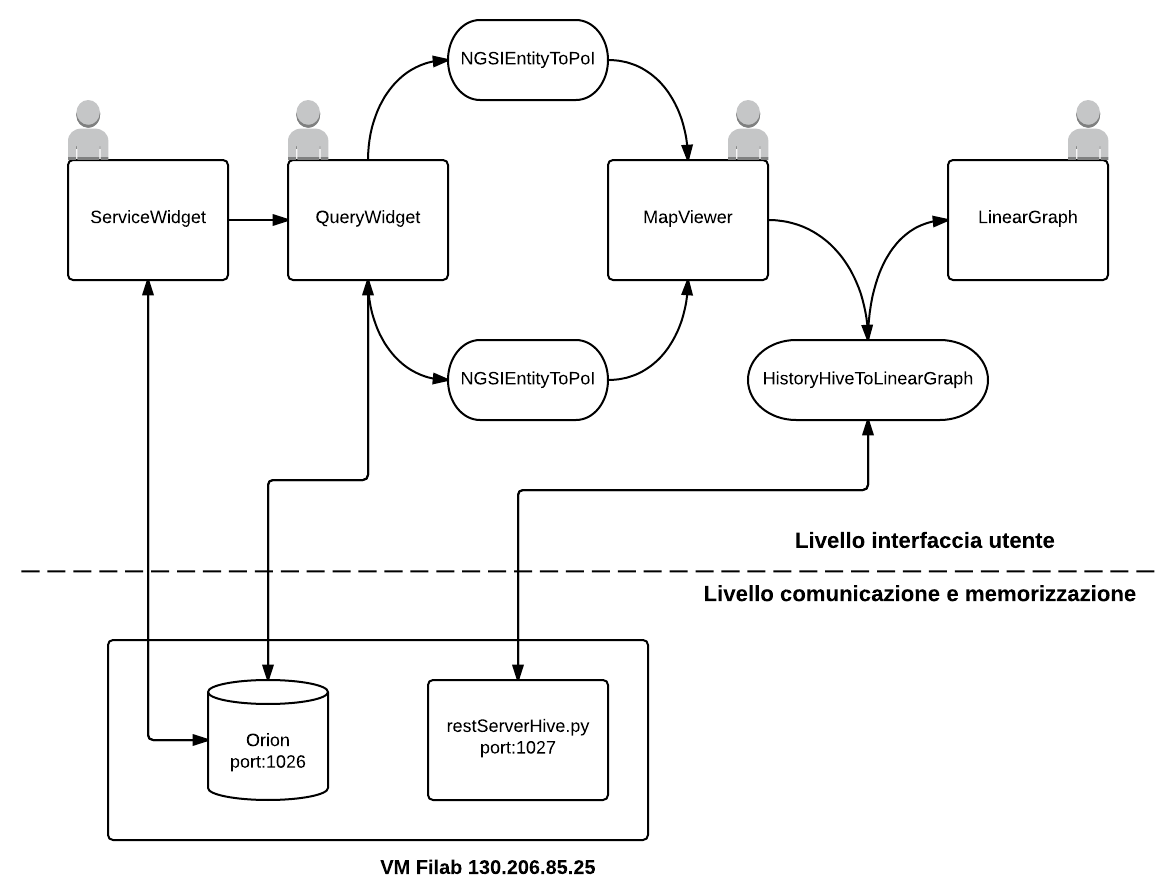 NGSIEntityToPoI
ServiceWidget
QueryWidget
MapViewer
LinearGraph
NGSIEntityToPoI
HistoryHiveToLinearGraph
Livello interfaccia utente
Livello comunicazione e memorizzazione
Orion
port:1026
restServerHive.py
port:1027
VM Filab 130.206.85.25